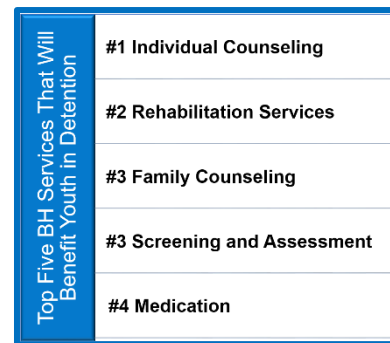 Top Five BH Services That Will
Benefit Youth in Detention
#1 Individual Counseling
#2 Rehabilitation Services
#3 Family Counseling
#3 Screening and Assessment
#4 Medication